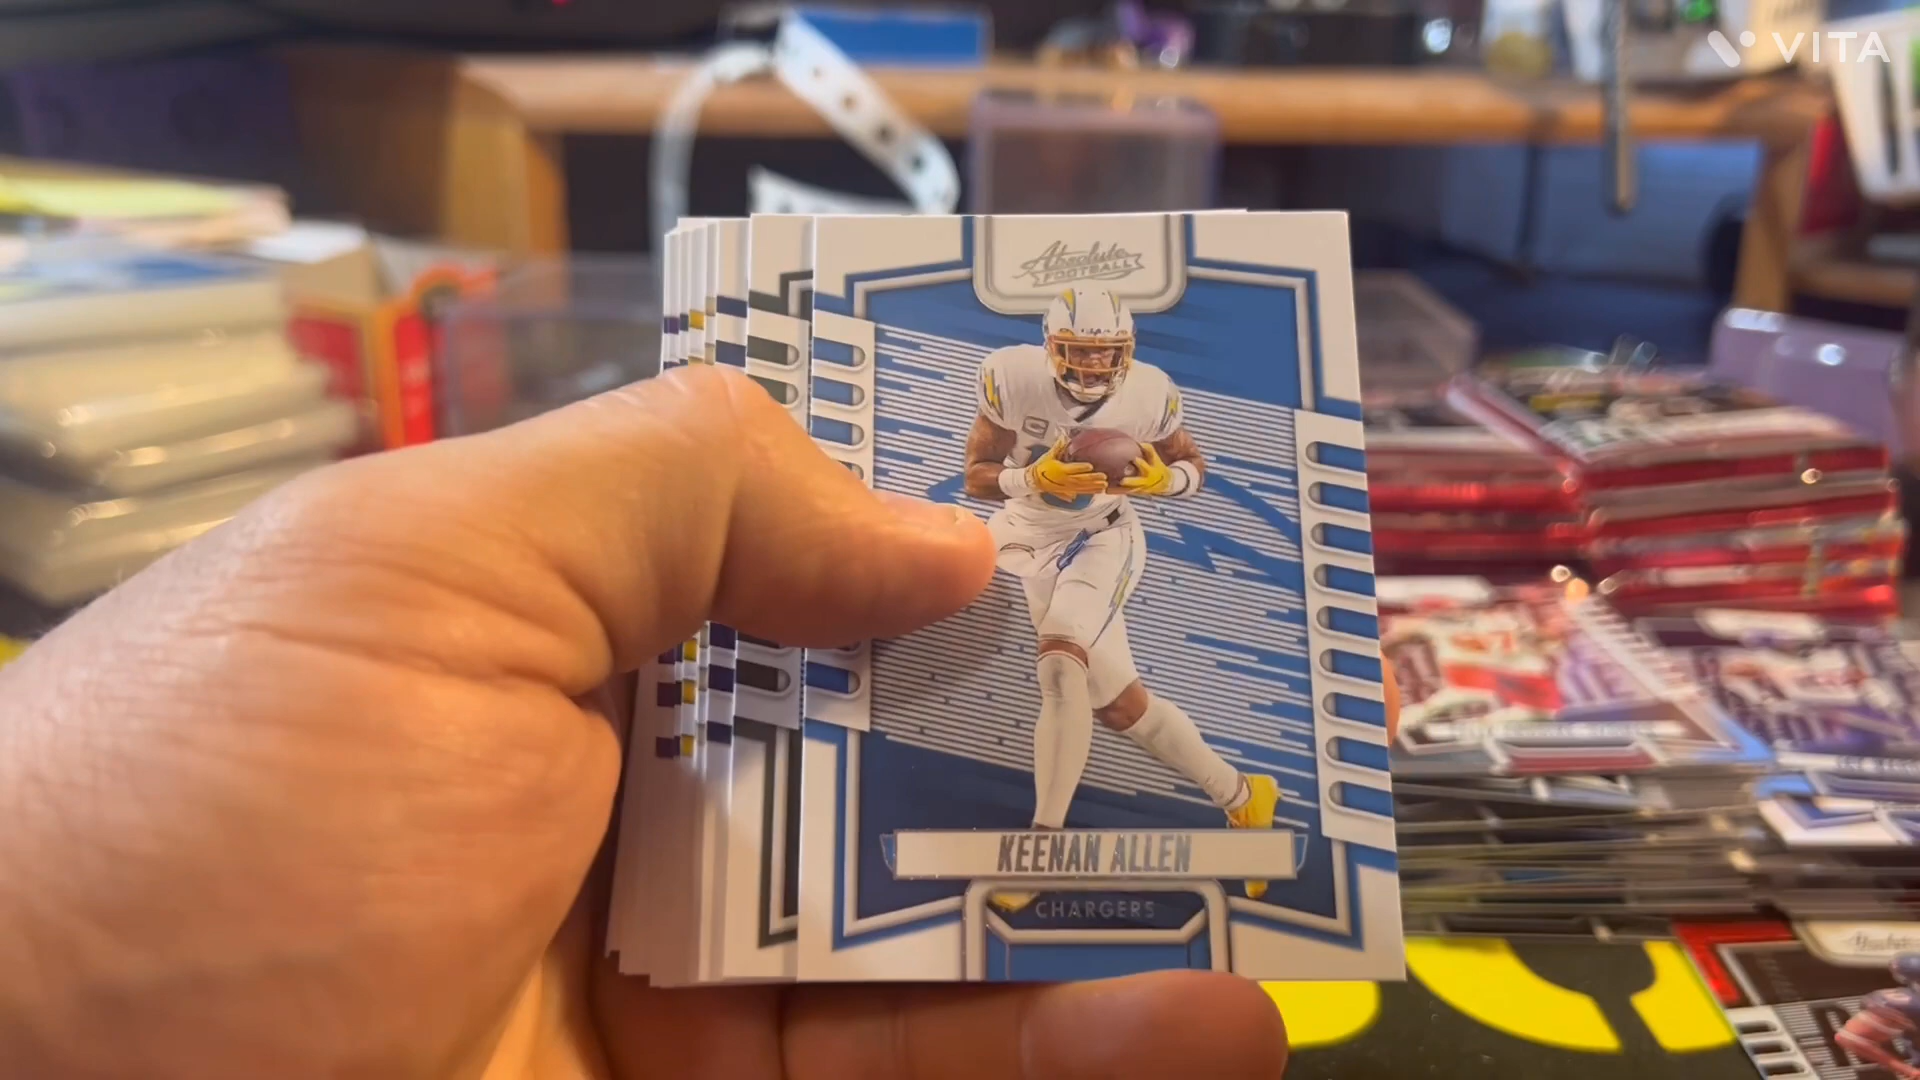 VITA
Absolute
FOOTBALL
KEENAN ALLEN
CHARGERS